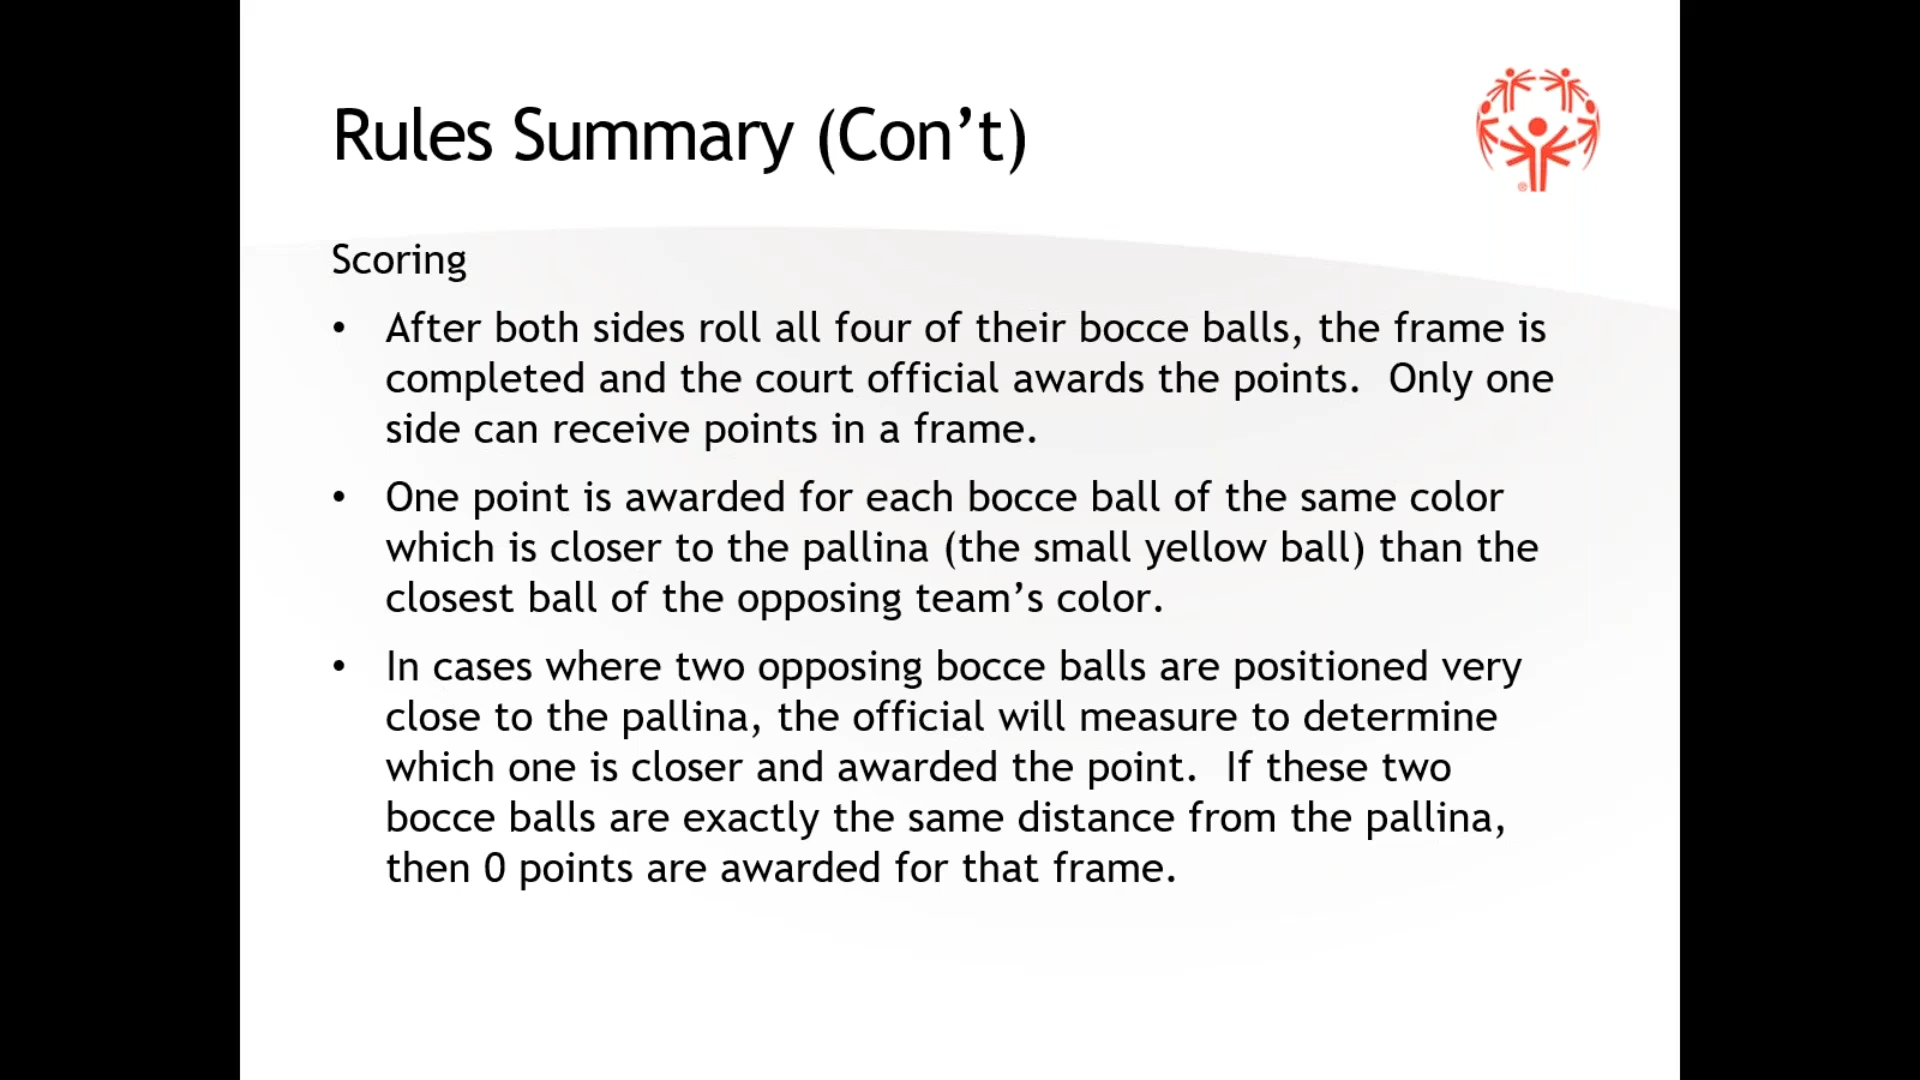 Rules Summary (Con’t)
Scoring
• After both sides roll all four of their bocce balls, the frame is
completed and the court official awards the points.  Only one
side can receive points in a frame.
• One point is awarded for each bocce ball of the same color
which is closer to the pallina (the small yellow ball) than the
closest ball of the opposing team’s color.
• In cases where two opposing bocce balls are positioned very
close to the pallina, the official will measure to determine
which one is closer and awarded the point.  If these two
bocce balls are exactly the same distance from the pallina,
then 0 points are awarded for that frame.